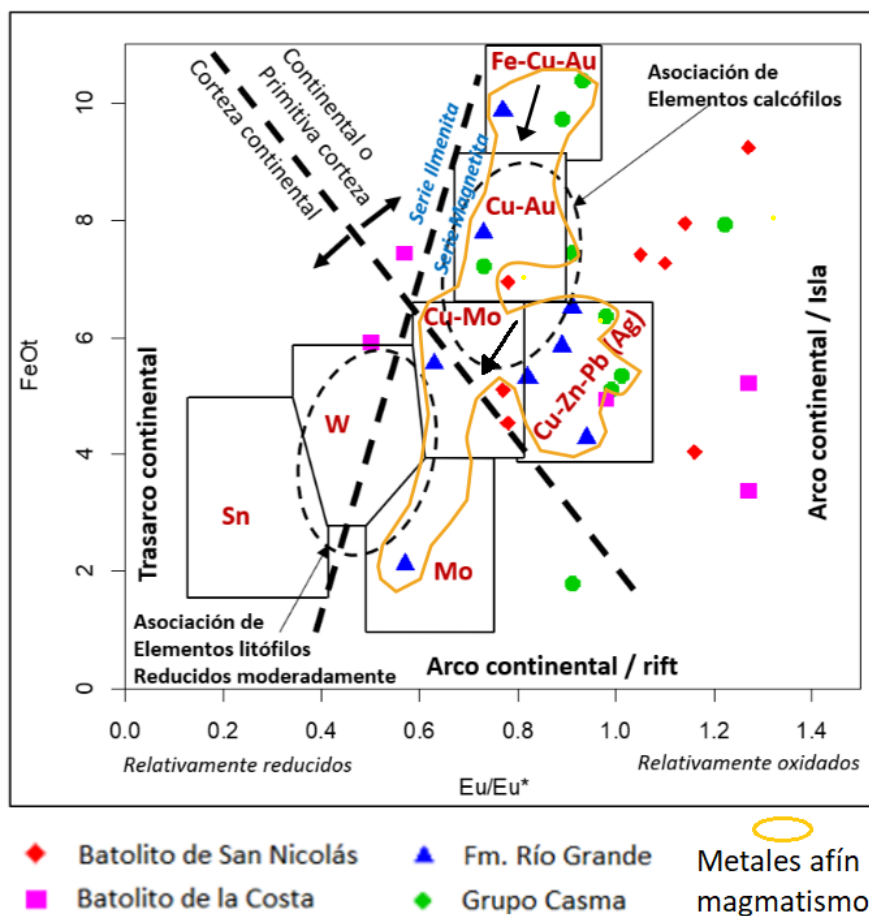 Fe-Cu-Au
Asociación de
Elementos calcófilos
Continental o
Primitiva corteza
Corteza continental
Serie Ilmenita
Serie Magnetita
Cu-Au
Cu-Mo
Cu-Zn-Pb (Ag)
W
Sn
Mo
Trasarco continental
Arco continental / Isla
Asociación de
Elementos litófilos
Reducidos moderadamente
Arco continental / rift
FeOt
10
8
6
4
2
0
0.0 0.2 0.4 0.6 0.8 1.0 1.2 1.4
Relativamente reducidos
Relativamente oxidados
Eu/Eu*
Batolito de San Nicolás
Fm. Río Grande
Batolito de la Costa
Grupo Casma
Metales afín
magmatismo